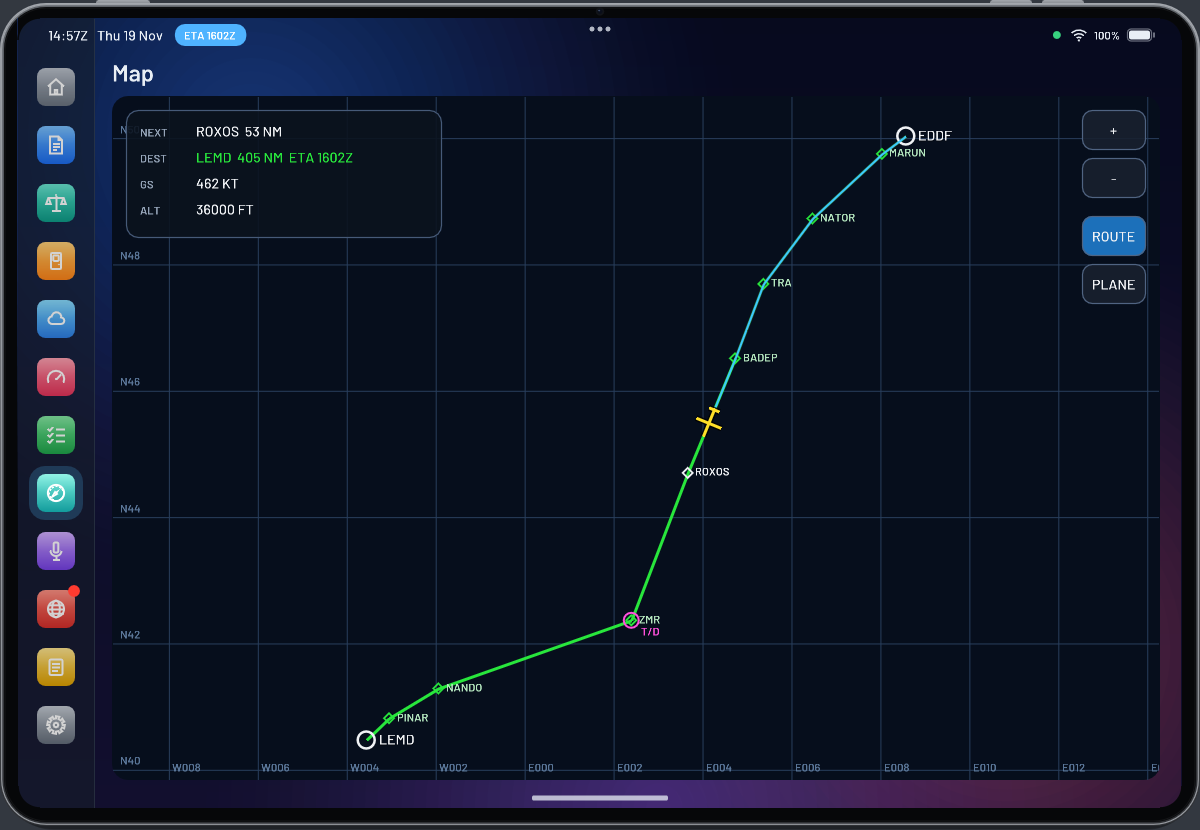 14:57Z Thu 19 Nov ETA 1602Z
100%
Map
NEXT ROXOS 53 NM
DEST LEMD 405 NM ETA 1602Z
GS 462 KT
ALT 36000 FT
+
-
ROUTE
PLANE
EDDF
MARUN
NATOR
TRA
BADEP
ROXOS
ZMR
T/D
NANDO
PINAR
LEMD
N48
N46
N44
N42
N40
W008 W006 W004 W002 E000 E002 E004 E006 E008 E010 E012